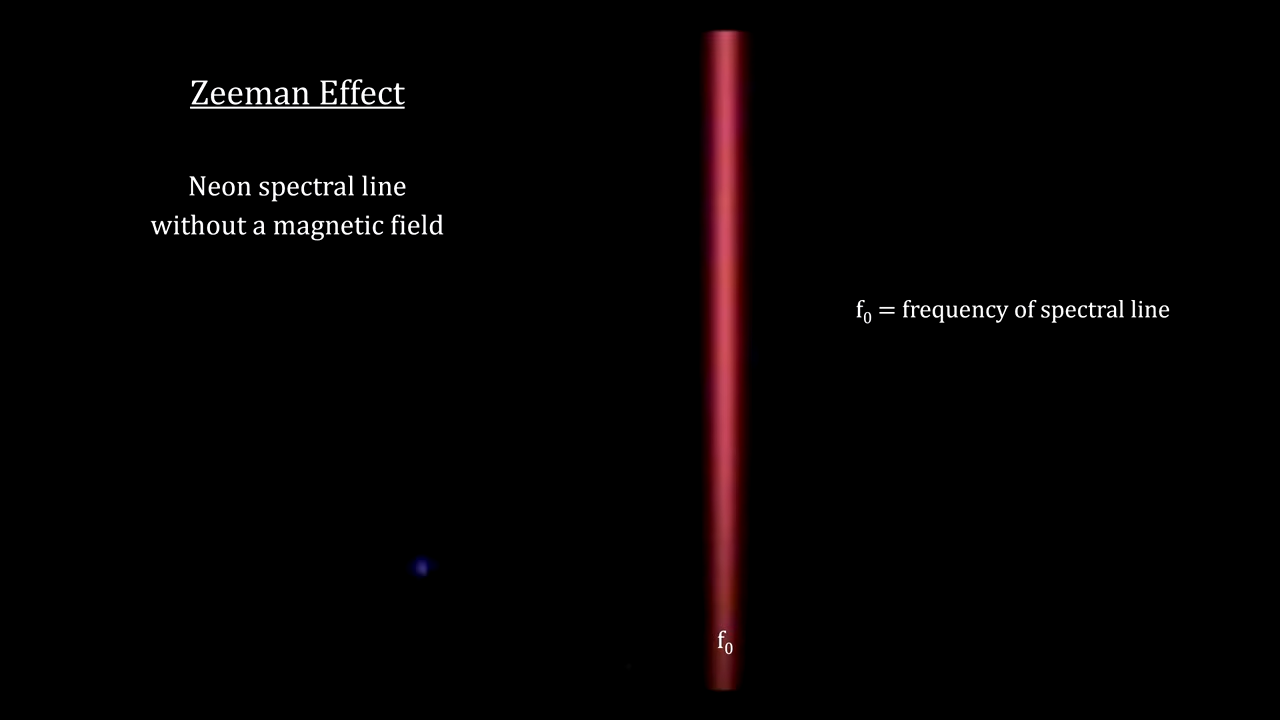 Zeeman Effect
Neon spectral line
without a magnetic field
f₀ = frequency of spectral line
f₀